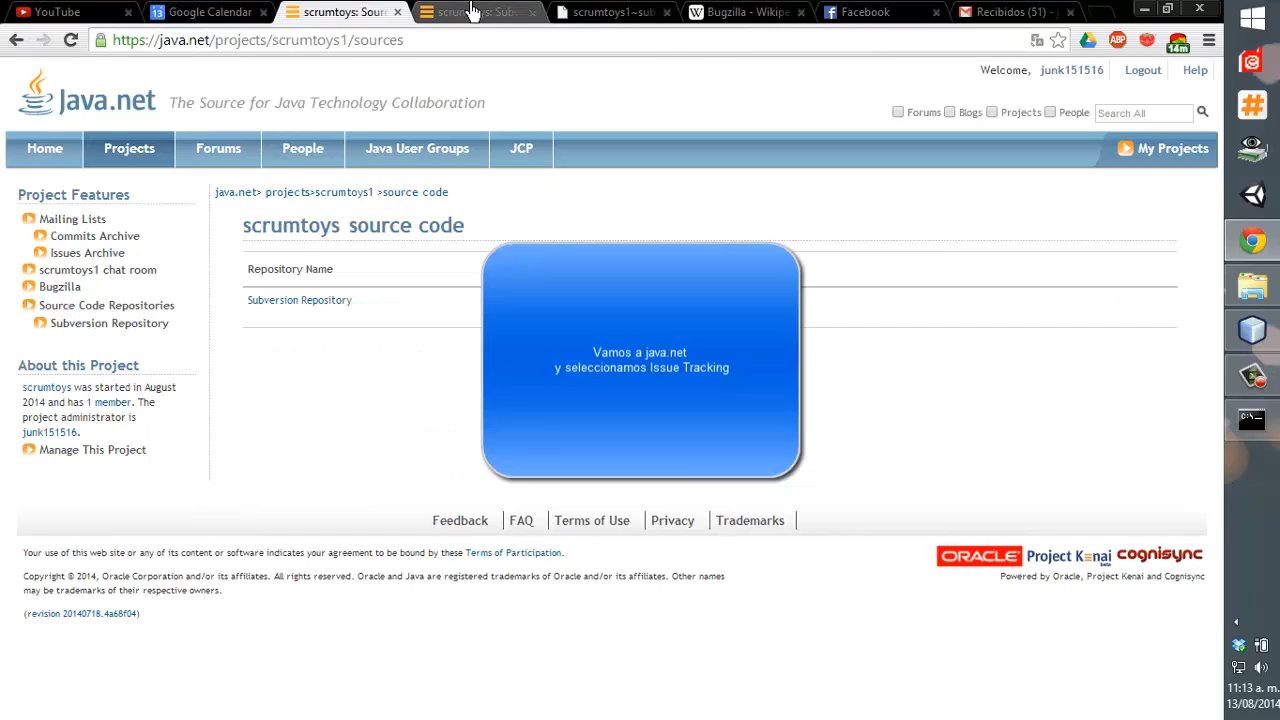 YouTube
Google Calendar
scrumtoys: Sour
scrumtoys: Sub
scrumtoys1~sub
Bugzilla - Wikipe
Facebook
Recibidos (51) - j
https://java.net/projects/scrumtoys1/sources
14m
Welcome, junk151516 Logout Help
Java.net The Source for Java Technology Collaboration
Forums Blogs Projects People Search All
Home Projects Forums People Java User Groups JCP My Projects
Project Features
Mailing Lists
Commits Archive
Issues Archive
scrumtoys1 chat room
Bugzilla
Source Code Repositories
Subversion Repository
About this Project
scrumtoys was started in August
2014 and has 1 member. The
project administrator is
junk151516.
Manage This Project
java.net> projects>scrumtoys1 >source code
scrumtoys source code
Repository Name
Subversion Repository
Vamos a java.net
y seleccionamos Issue Tracking
Feedback FAQ Terms of Use Privacy Trademarks
Your use of this web site or any of its content or software indicates your agreement to be bound by these Terms of Participation.
Copyright © 2014, Oracle Corporation and/or its affiliates. All rights reserved. Oracle and Java are registered trademarks of Oracle and/or its affiliates. Other names
may be trademarks of their respective owners.
(revision 20140718.4a68f04)
ORACLE Project Kenai beta cognisync
Powered by Oracle, Project Kenai and Cognisync
11:13 a. m.
13/08/2014